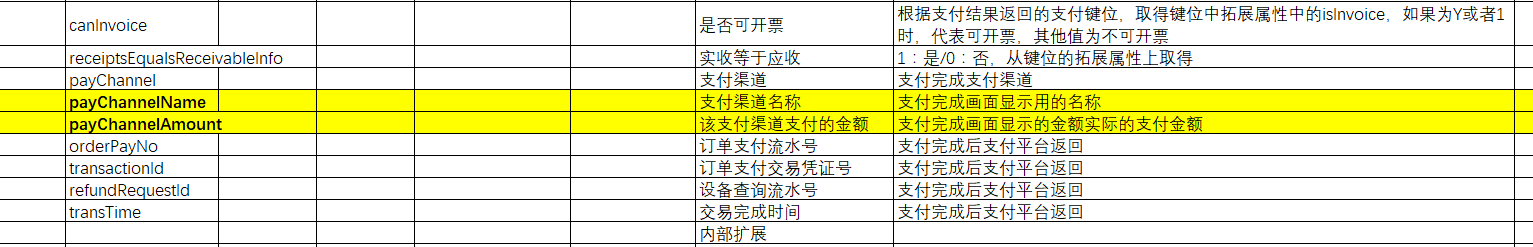 canInvoice 是否可开票 根据支付结果返回的支付键位，取得键位中拓展属性中的isInvoice，如果为Y或者1
时，代表可开票，其他值为不可开票
receiptsEqualsReceivableInfo 实收等于应收 1：是/0：否，从键位的拓展属性上取得
payChannel 支付渠道 支付完成支付渠道
payChannelName 支付渠道名称 支付完成画面显示用的名称
payChannelAmount 该支付渠道支付的金额 支付完成画面显示的金额实际的支付金额
orderPayNo 订单支付流水号 支付完成后支付平台返回
transactionId 订单支付交易凭证号 支付完成后支付平台返回
refundRequestId 设备查询流水号 支付完成后支付平台返回
transTime 交易完成时间 支付完成后支付平台返回
内部扩展